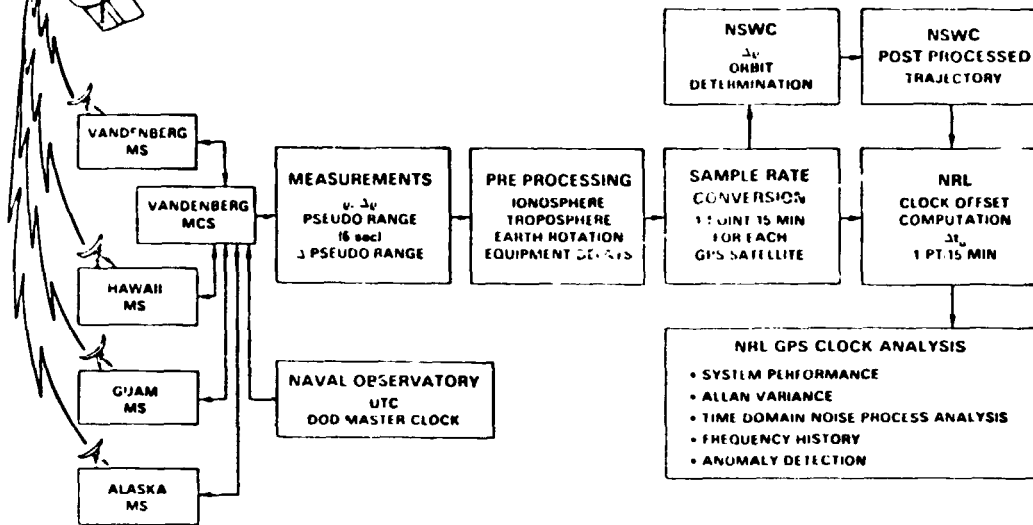 VANDENBERG
MS
VANDENBERG
MCS
HAWAII
MS
GUAM
MS
ALASKA
MS
MEASUREMENTS
PSEUDO RANGE
(6 sec)
Δ PSEUDO RANGE
NAVAL OBSERVATORY
UTC
DOD MASTER CLOCK
PRE PROCESSING
IONOSPHERE
TROPOSPHERE
EARTH ROTATION
EQUIPMENT DELAYS
SAMPLE RATE
CONVERSION
1 POINT 15 MIN
FOR EACH
GPS SATELLITE
NSWC
ORBIT
DETERMINATION
NSWC
POST PROCESSED
TRAJECTORY
NRL
CLOCK OFFSET
COMPUTATION
1 PT/15 MIN
NRL GPS CLOCK ANALYSIS
• SYSTEM PERFORMANCE
• ALLAN VARIANCE
• TIME DOMAIN NOISE PROCESS ANALYSIS
• FREQUENCY HISTORY
• ANOMALY DETECTION